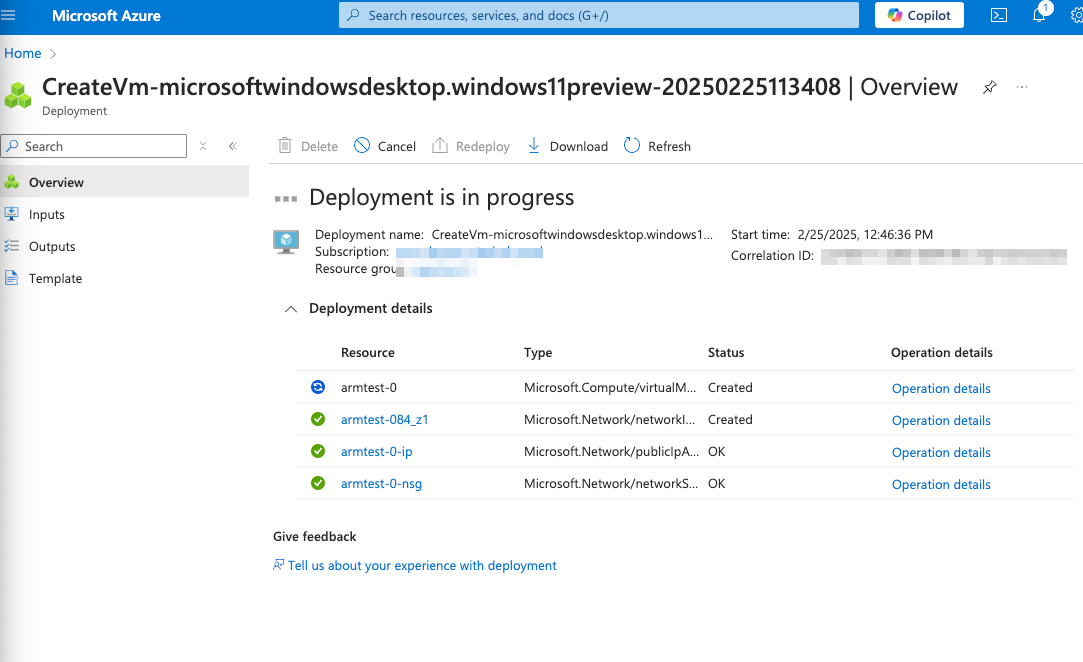 Microsoft Azure
Search resources, services, and docs (G+/)
Copilot
1
Home
CreateVm-microsoftwindowsdesktop.windows11preview-20250225113408 | Overview
Deployment
Search
Delete
Cancel
Redeploy
Download
Refresh
Overview
Inputs
Outputs
Template
Deployment is in progress
Deployment name: CreateVm-microsoftwindowsdesktop.windows1...
Start time: 2/25/2025, 12:46:36 PM
Subscription:
Correlation ID:
Resource grou
Deployment details
Resource Type Status Operation details
armtest-0 Microsoft.Compute/virtualM... Created Operation details
armtest-084_z1 Microsoft.Network/networkI... Created Operation details
armtest-0-ip Microsoft.Network/publicIpA... OK Operation details
armtest-0-nsg Microsoft.Network/networkS... OK Operation details
Give feedback
Tell us about your experience with deployment